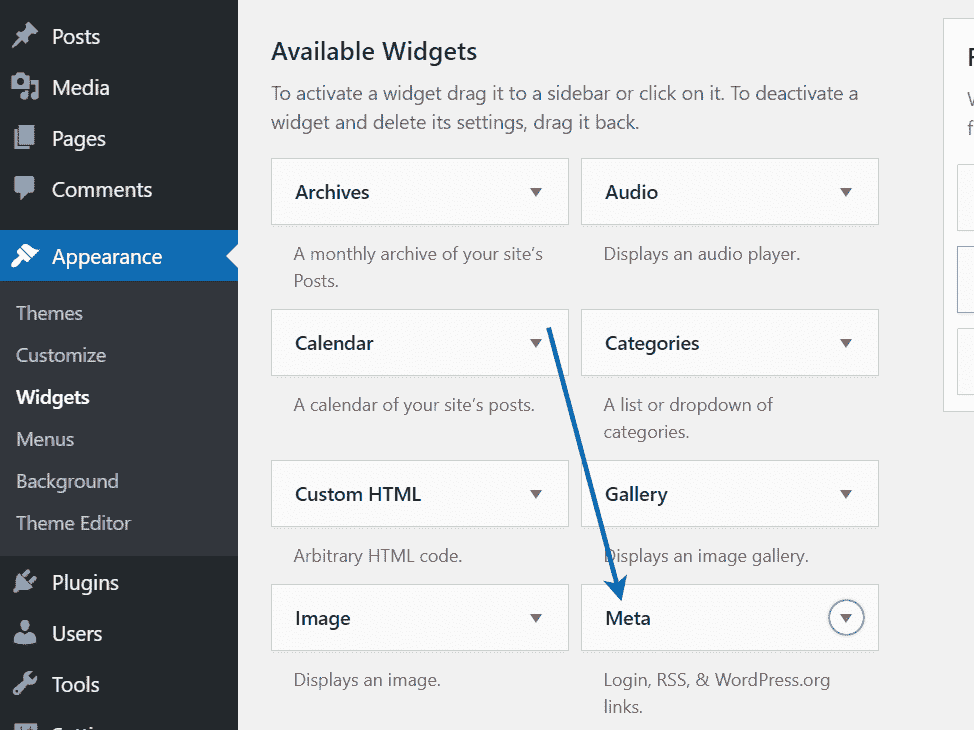 Posts
Media
Pages
Comments
Appearance
Themes
Customize
Widgets
Menus
Background
Theme Editor
Plugins
Users
Tools
Available Widgets
To activate a widget drag it to a sidebar or click on it. To deactivate a
widget and delete its settings, drag it back.
Archives
Audio
A monthly archive of your site’s
Posts.
Displays an audio player.
Calendar
Categories
A calendar of your site’s posts.
A list or dropdown of
categories.
Custom HTML
Gallery
Arbitrary HTML code.
Displays an image gallery.
Image
Meta
Displays an image.
Login, RSS, & WordPress.org
links.